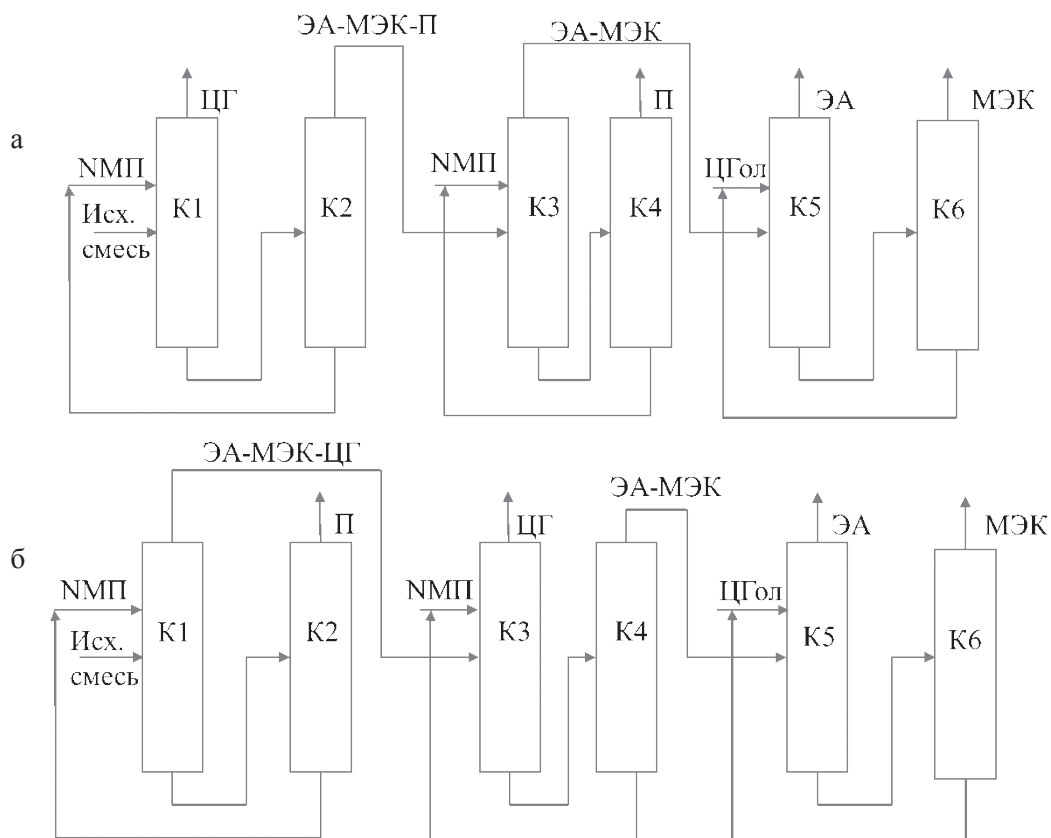 ЭА-МЭК-П
ЭА-МЭК
ЦГ
П
ЭА
МЭК
а
NМП
NМП
ЦГол
Исх.
смесь
К1
К2
К3
К4
К5
К6
ЭА-МЭК-ЦГ
ЭА-МЭК
П
ЦГ
ЭА
МЭК
б
NМП
NМП
ЦГол
Исх.
смесь
К1
К2
К3
К4
К5
К6